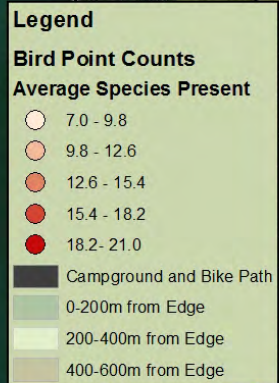 Legend
Bird Point Counts
Average Species Present
7.0 - 9.8
9.8 - 12.6
12.6 - 15.4
15.4 - 18.2
18.2- 21.0
Campground and Bike Path
0-200m from Edge
200-400m from Edge
400-600m from Edge